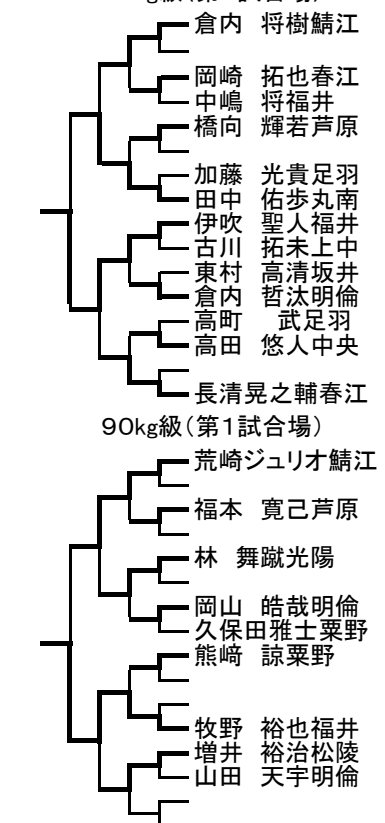 倉内 将樹鯖江
岡崎 拓也春江
中嶋 将福井
橋向 輝若芦原
加藤 光貴足羽
田中 佑歩丸南
伊吹 聖人福井
古川 拓未上中
東村 高清坂井
倉内 哲汰明倫
高町 武足羽
高田 悠人中央
長清晃之輔春江
90kg級(第1試合場)
荒崎ジュリオ鯖江
福本 寛己芦原
林 舞蹴光陽
岡山 皓哉明倫
久保田雅士粟野
熊﨑 諒粟野
牧野 裕也福井
増井 裕治松陵
山田 天宇明倫